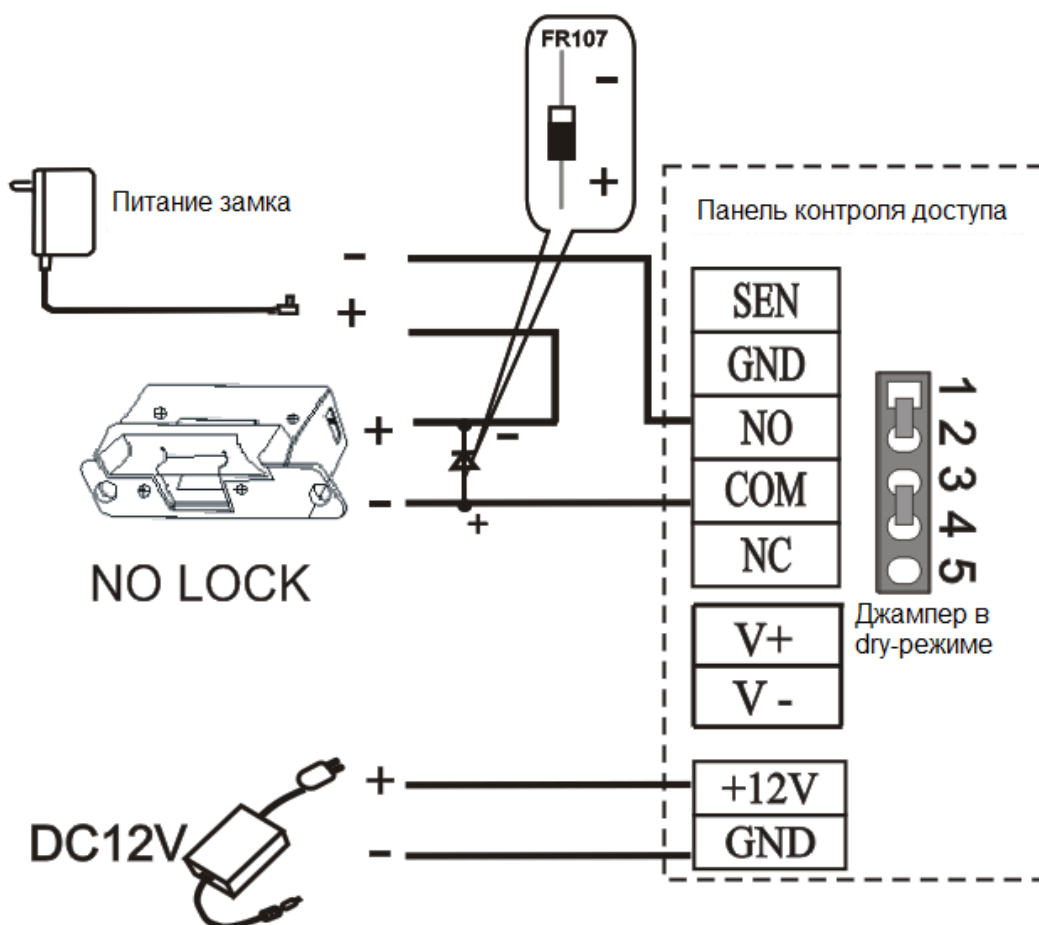 FR107
-
+
Питание замка
Панель контроля доступа
-
+
SEN
GND
NO
COM
NC
+
-
-
+
NO LOCK
1
2
3
4
5
Джампер в
dry-режиме
V+
V -
DC12V
+
-
+12V
GND